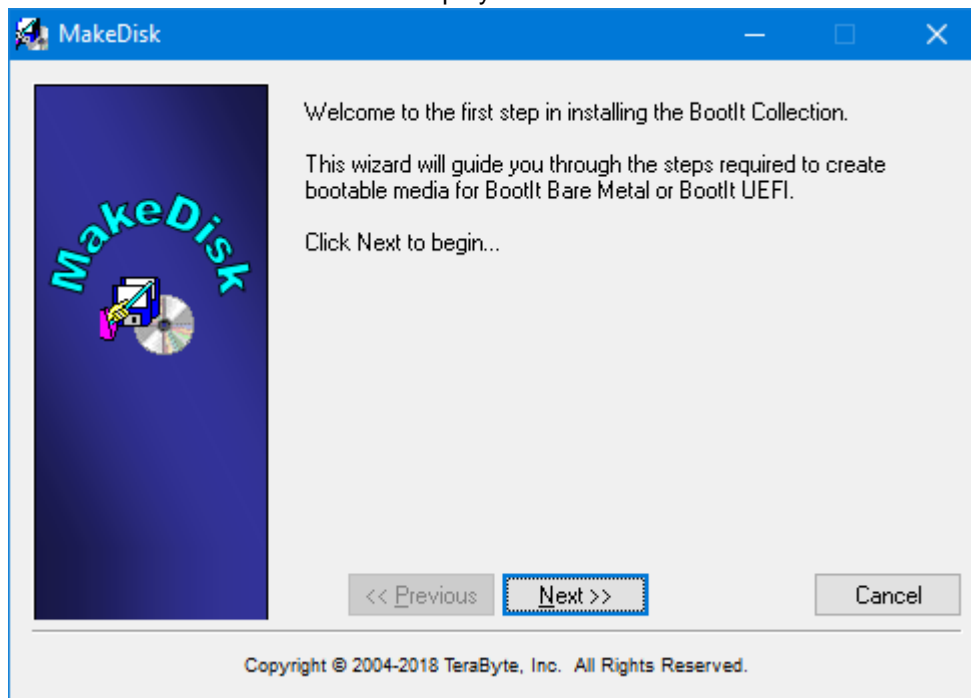 MakeDisk
Welcome to the first step in installing the BootIt Collection.
This wizard will guide you through the steps required to create
bootable media for BootIt Bare Metal or BootIt UEFI.
Click Next to begin...
MakeDisk
<< Previous
Next >>
Cancel
Copyright © 2004-2018 TeraByte, Inc. All Rights Reserved.